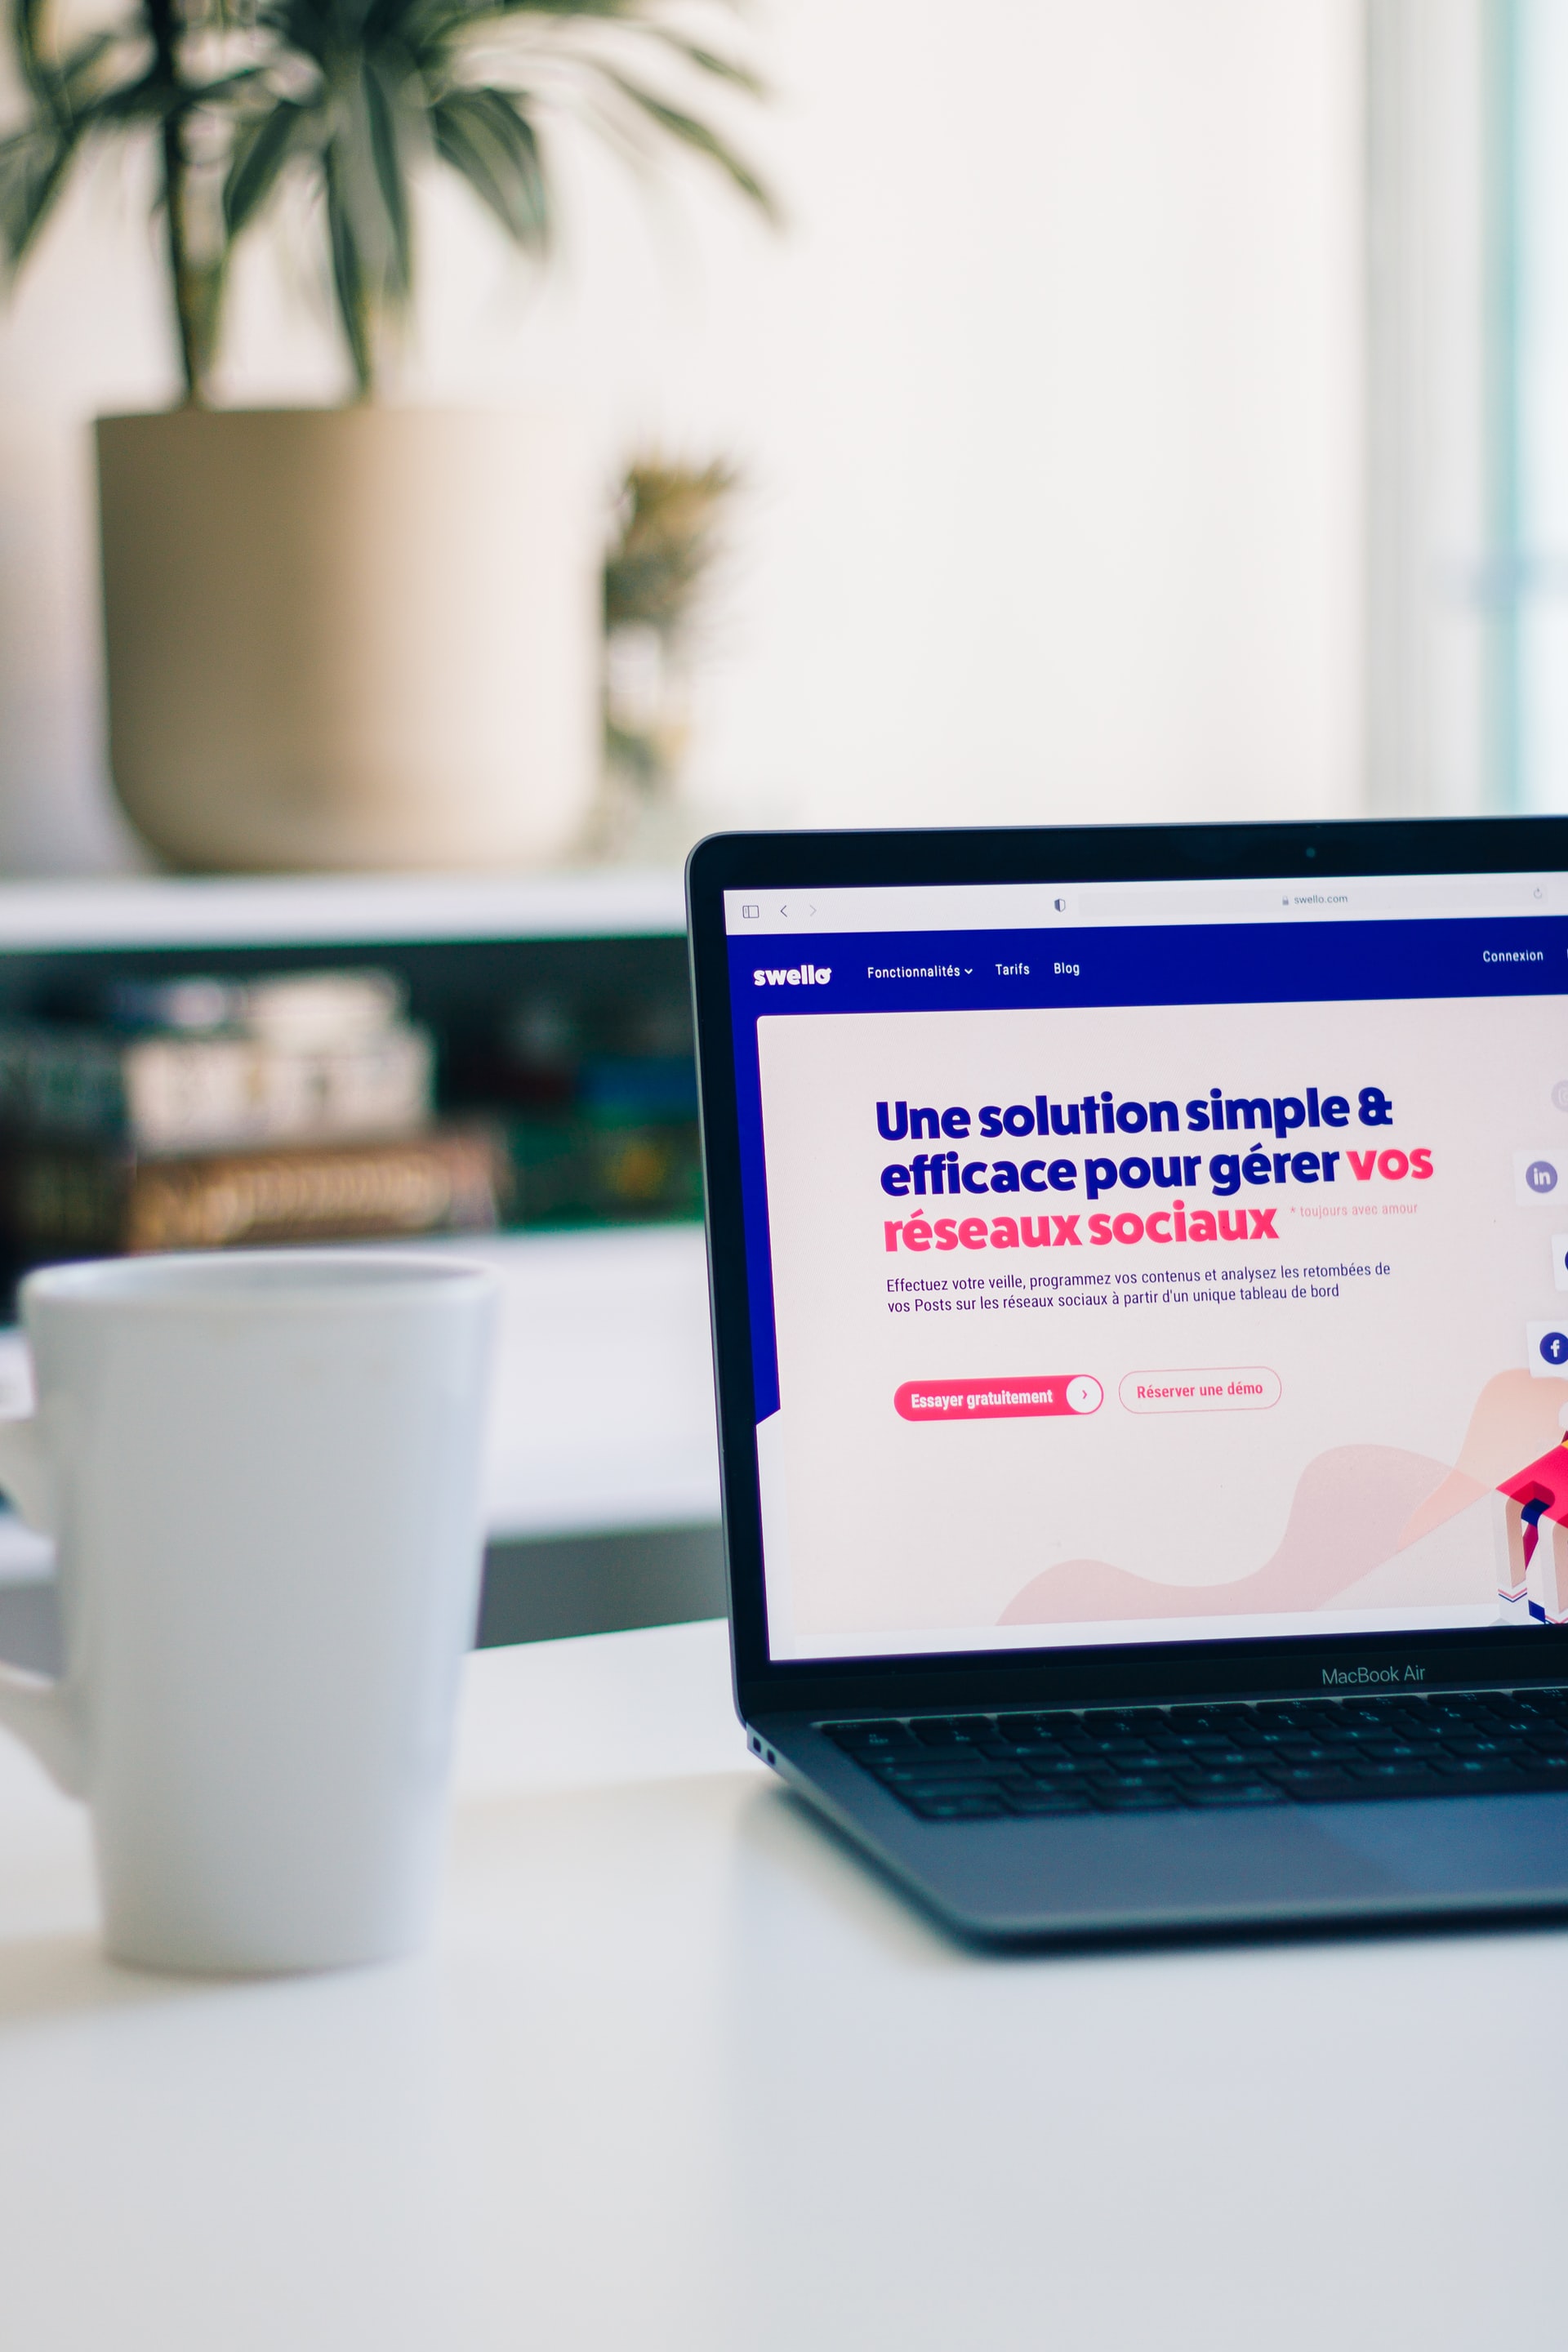 swello.com
swello Fonctionnalités Tarifs Blog Connexion
Une solution simple &
efficace pour gérer vos
réseaux sociaux * toujours avec amour
in
Effectuez votre veille, programmez vos contenus et analysez les retombées de
vos Posts sur les réseaux sociaux à partir d'un unique tableau de bord
f
Essayer gratuitement Réserver une démo
MacBook Air